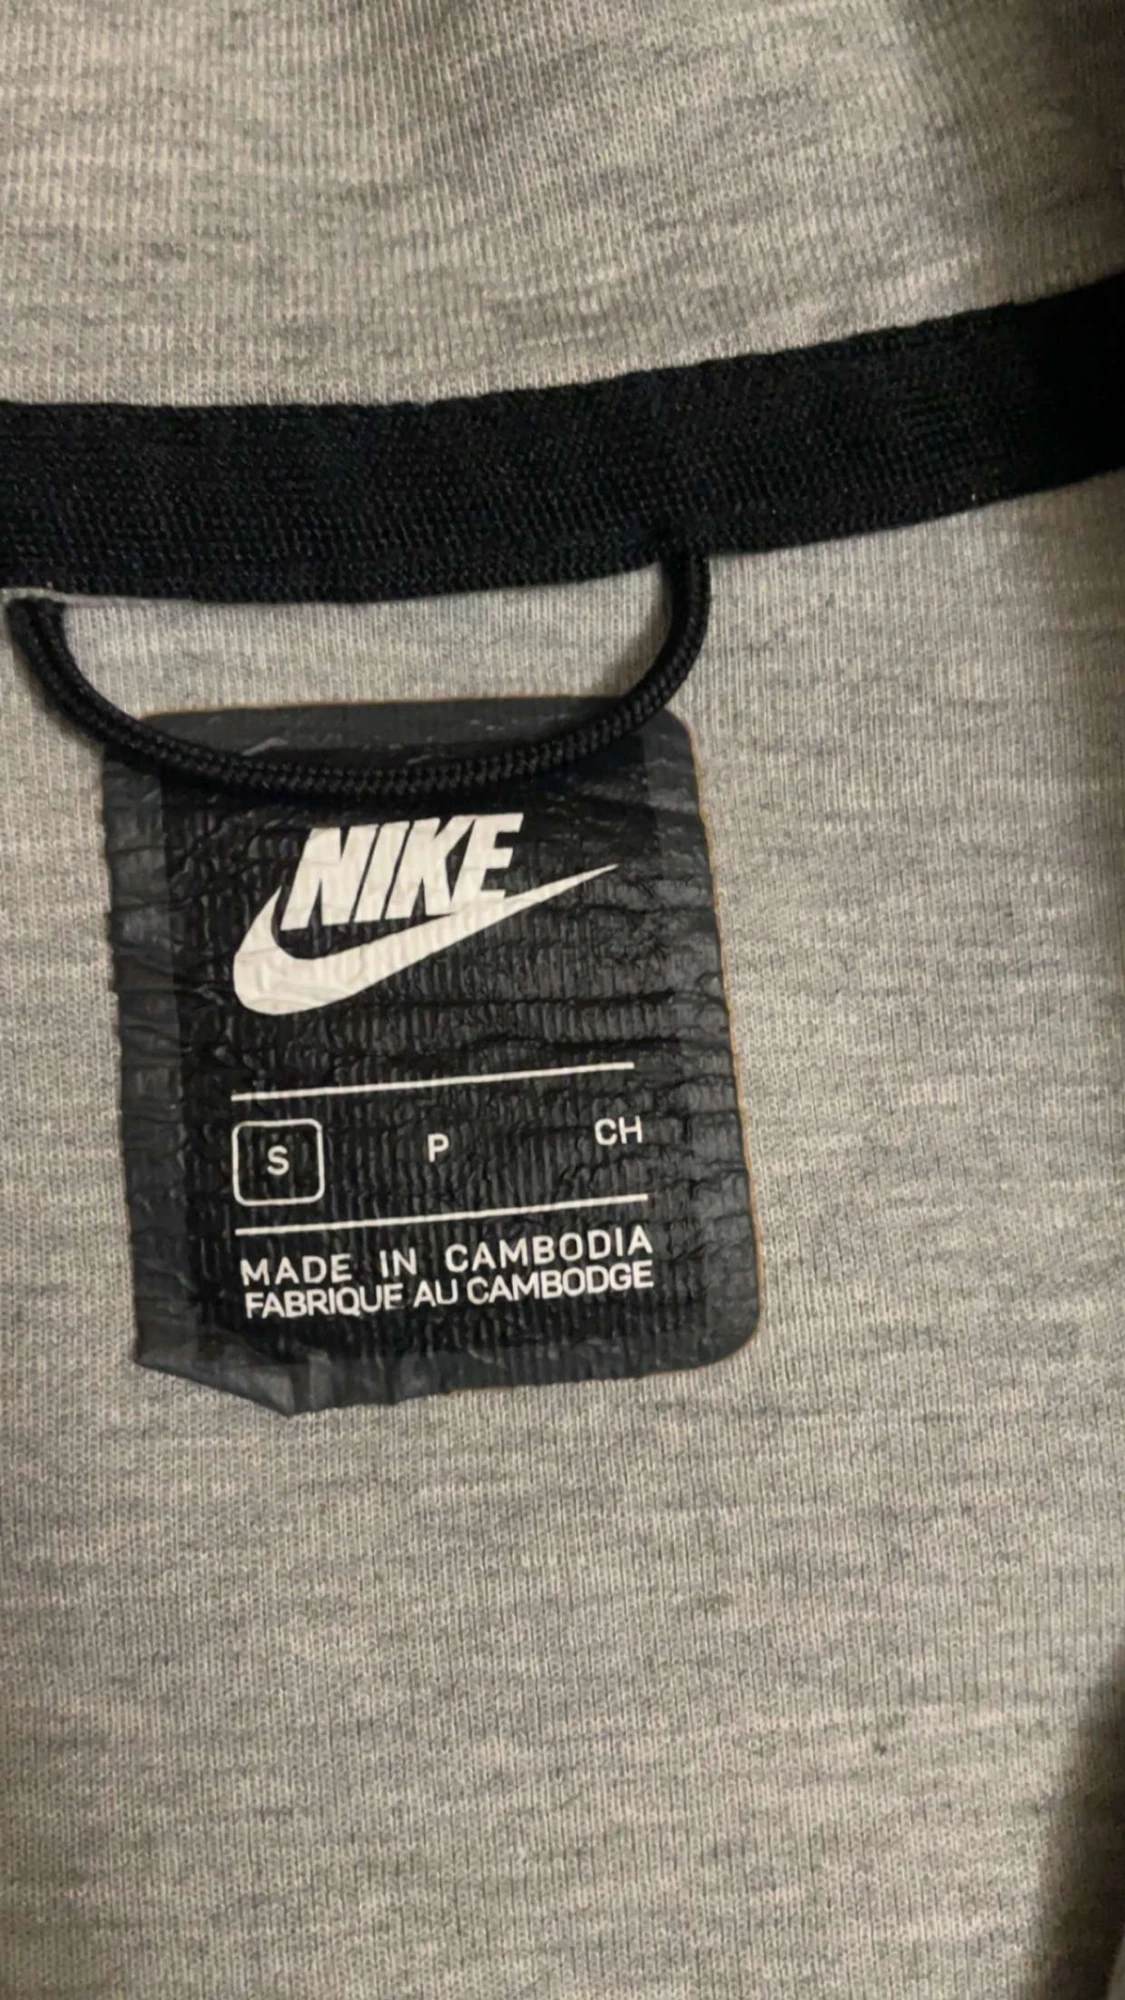 NIKE
S P CH
MADE IN CAMBODIA
FABRIQUE AU CAMBODGE